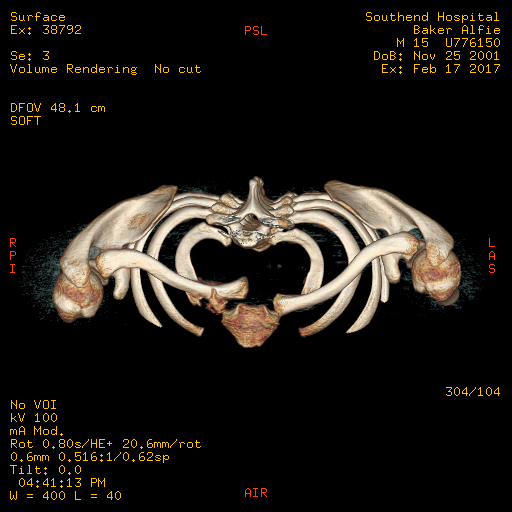 Surface
Ex: 38792
Se: 3
Volume Rendering No cut
DFOV 48.1 cm
SOFT
PSL
Southend Hospital
Baker Alfie
M 15 U776150
DoB: Nov 25 2001
Ex: Feb 17 2017
R
P
I
L
A
S
304/104
No VOI
kV 100
mA Mod.
Rot 0.80s/HE+ 20.6mm/rot
0.6mm 0.516:1/0.62sp
Tilt: 0.0
04:41:13 PM
W = 400 L = 40
AIR